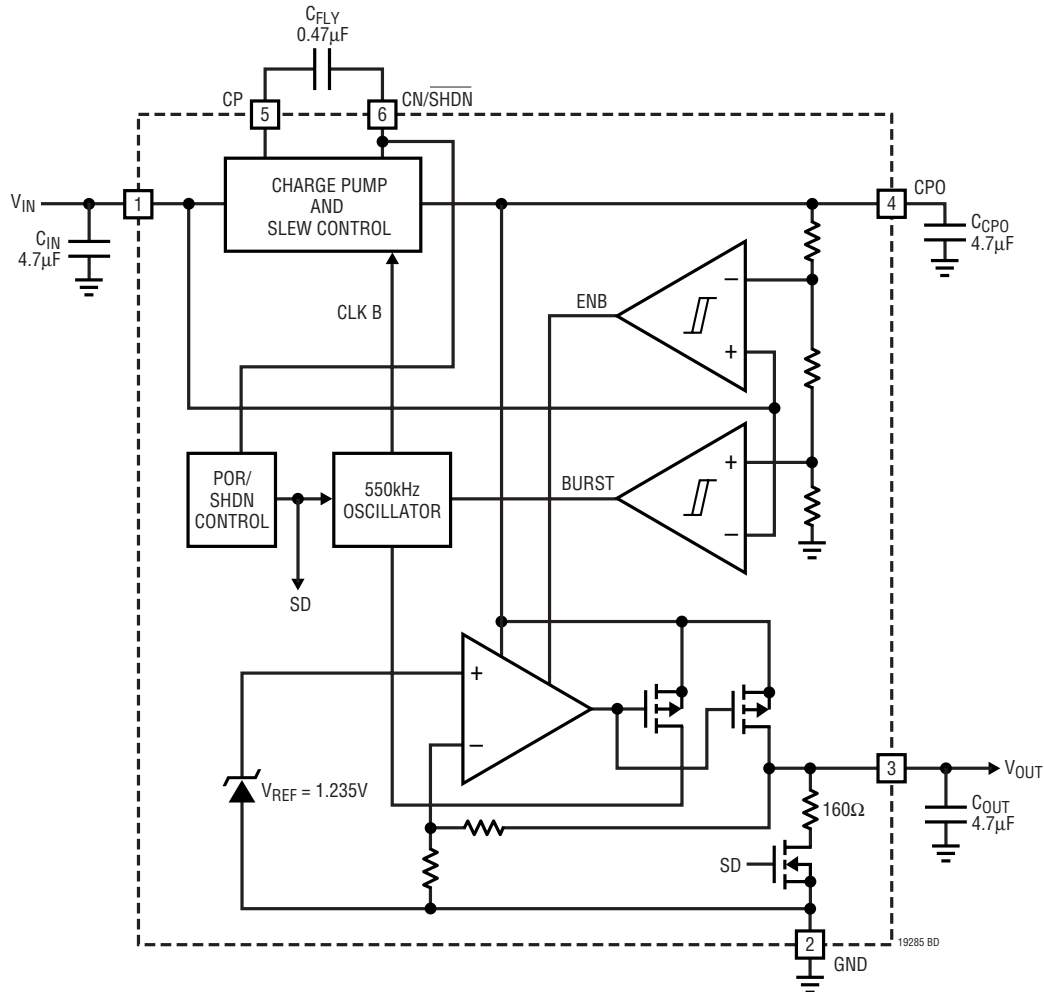 CFLY
0.47µF
CP
5
6
CN/SHDN
VIN
1
CHARGE PUMP
AND
SLEW CONTROL
4
CPO
CIN
4.7µF
CCPO
4.7µF
CLK B
ENB
−
+
POR/
SHDN
CONTROL
550kHz
OSCILLATOR
BURST
+
−
SD
+
−
VREF = 1.235V
3
VOUT
160Ω
COUT
4.7µF
SD
2
GND
19285 BD